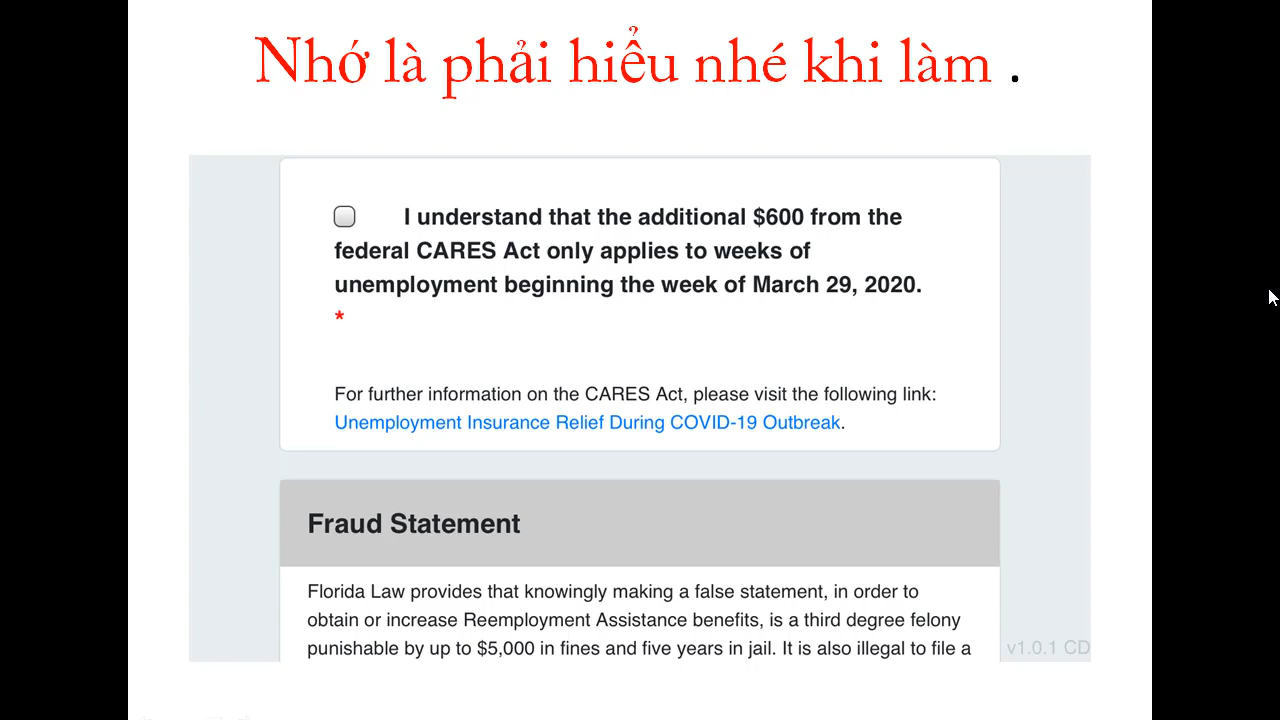 Nhớ là phải hiểu nhé khi làm .
I understand that the additional $600 from the
federal CARES Act only applies to weeks of
unemployment beginning the week of March 29, 2020.
*
For further information on the CARES Act, please visit the following link:
Unemployment Insurance Relief During COVID-19 Outbreak.
Fraud Statement
Florida Law provides that knowingly making a false statement, in order to
obtain or increase Reemployment Assistance benefits, is a third degree felony
punishable by up to $5,000 in fines and five years in jail. It is also illegal to file a
v1.0.1 CD